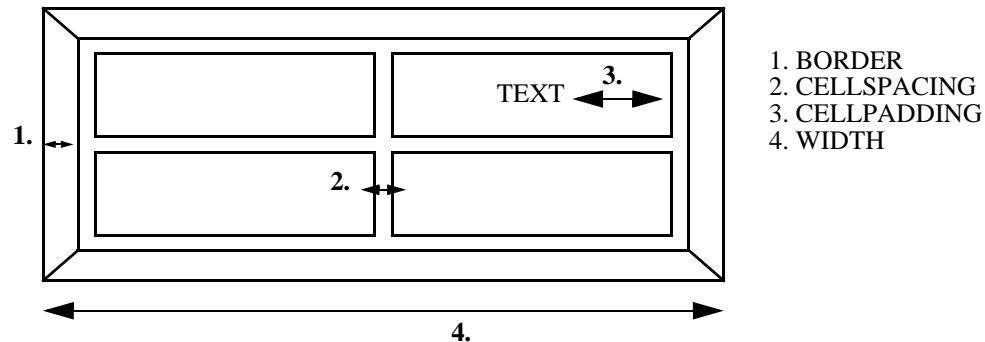 TEXT
3.
1.
2.
4.
1. BORDER
2. CELLSPACING
3. CELLPADDING
4. WIDTH